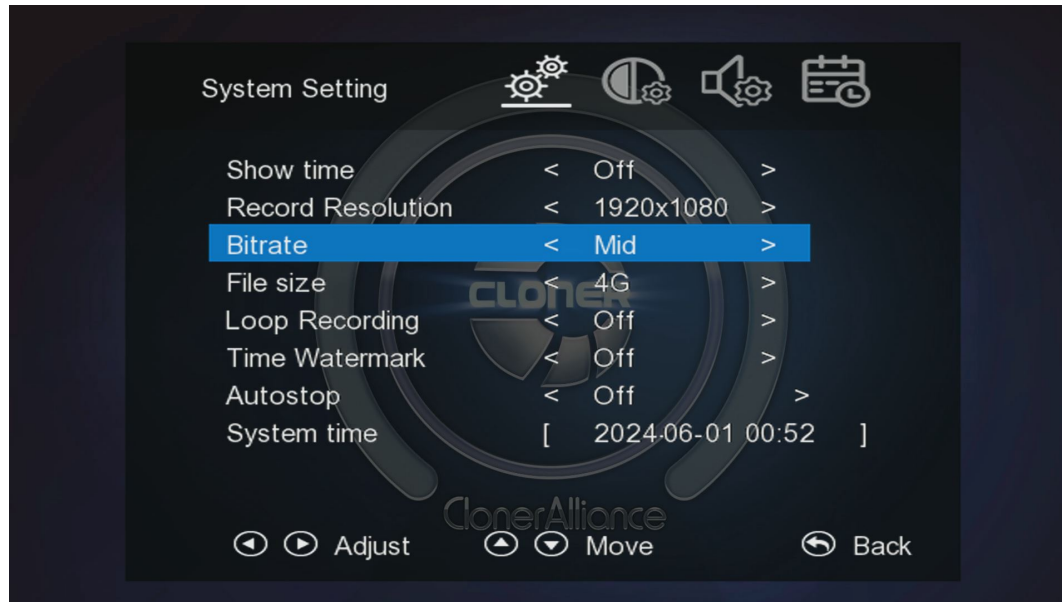 System Setting
Show time < Off >
Record Resolution < 1920x1080 >
Bitrate < Mid >
File size < 4G >
Loop Recording < Off >
Time Watermark < Off >
Autostop < Off >
System time [ 2024-06-01 00:52 ]
CLONER
ClonerAlliance
Adjust Move Back